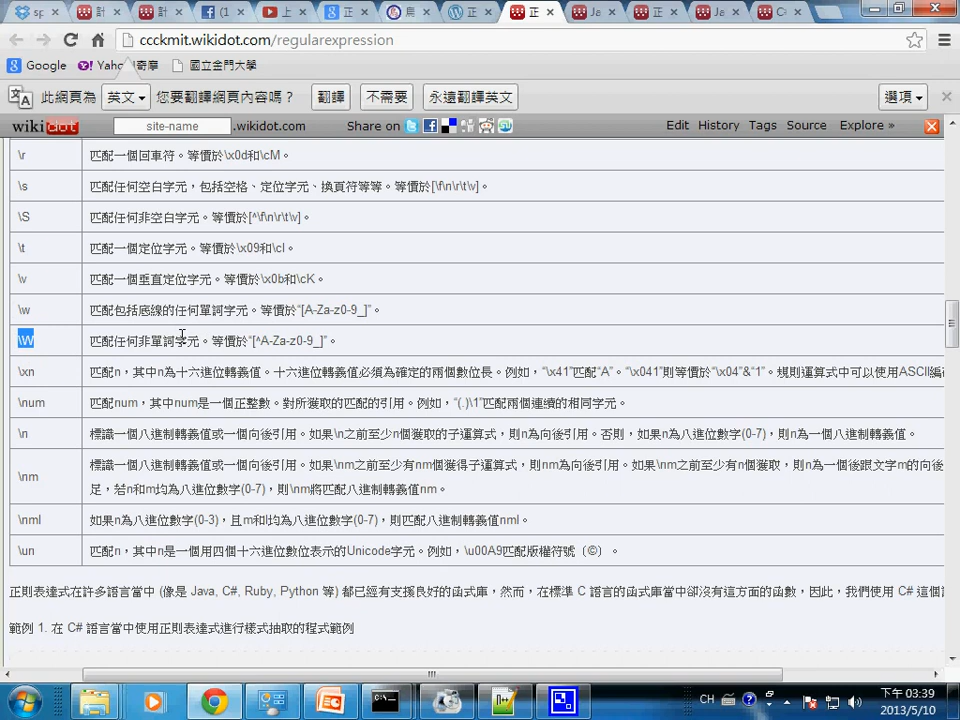 ccckmit.wikidot.com/regularexpression
Google Yahoo!奇摩 國立金門大學
此網頁為 英文 您要翻譯網頁內容嗎？ 翻譯 不需要 永遠翻譯英文 選項
wikidot site-name .wikidot.com Share on Edit History Tags Source Explore »
\r 匹配一個回車符。等價於\x0d和\cM。
\s 匹配任何空白字元，包括空格、定位字元、換頁符等等。等價於[\f\n\r\t\v]。
\S 匹配任何非空白字元。等價於[^\f\n\r\t\v]。
\t 匹配一個定位字元。等價於\x09和\cI。
\v 匹配一個垂直定位字元。等價於\x0b和\cK。
\w 匹配包括底線的任何單詞字元。等價於“[A-Za-z0-9_]”。
\W 匹配任何非單詞字元。等價於“[^A-Za-z0-9_]”。
\xn 匹配n，其中n為十六進位轉義值。十六進位轉義值必須為確定的兩個數位長。例如，“\x41”匹配“A”。“\x041”則等價於“\x04”&“1”。規則運算式中可以使用ASCII編
\num 匹配num，其中num是一個正整數。對所獲取的匹配的引用。例如，“(.)\1”匹配兩個連續的相同字元。
\n 標識一個八進制轉義值或一個向後引用。如果\n之前至少n個獲取的子運算式，則n為向後引用。否則，如果n為八進位數字(0-7)，則n為一個八進制轉義值。
\nm 標識一個八進制轉義值或一個向後引用。如果\nm之前至少有nm個獲得子運算式，則nm為向後引用。如果\nm之前至少有n個獲取，則n為一個後跟文字m的向後
足，若n和m均為八進位數字(0-7)，則\nm將匹配八進制轉義值nm。
\nml 如果n為八進位數字(0-3)，且m和l均為八進位數字(0-7)，則匹配八進制轉義值nml。
\un 匹配n，其中n是一個用四個十六進位數位表示的Unicode字元。例如，\u00A9匹配版權符號（©）。
正則表達式在許多語言當中 (像是 Java, C#, Ruby, Python 等) 都已經有支援良好的函式庫，然而，在標準 C 語言的函式庫當中卻沒有這方面的函數，因此，我們使用 C# 這個
範例 1. 在 C# 語言當中使用正則表達式進行樣式抽取的程式範例
CH 下午 03:39
2013/5/10